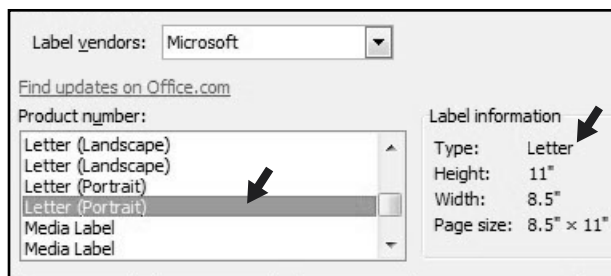 Label vendors: Microsoft
Find updates on Office.com
Product number:
Letter (Landscape)
Letter (Landscape)
Letter (Portrait)
Letter (Portrait)
Media Label
Media Label
Label information
Type: Letter
Height: 11"
Width: 8.5"
Page size: 8.5" × 11"